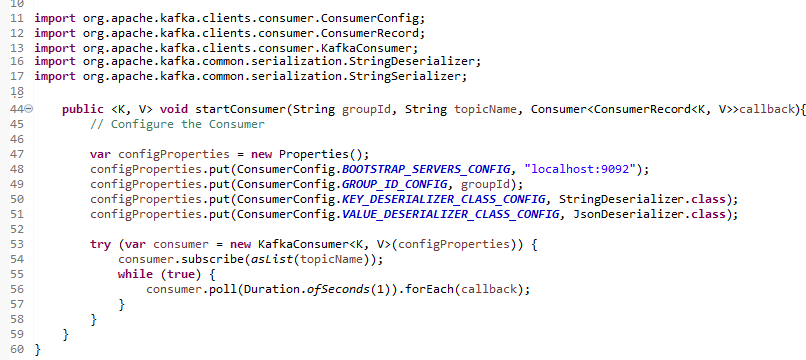 10
11 import org.apache.kafka.clients.consumer.ConsumerConfig;
12 import org.apache.kafka.clients.consumer.ConsumerRecord;
13 import org.apache.kafka.clients.consumer.KafkaConsumer;
16 import org.apache.kafka.common.serialization.StringDeserializer;
17 import org.apache.kafka.common.serialization.StringSerializer;
18
44 public <K, V> void startConsumer(String groupId, String topicName, Consumer<ConsumerRecord<K, V>>callback){
45 // Configure the Consumer
46
47 var configProperties = new Properties();
48 configProperties.put(ConsumerConfig.BOOTSTRAP_SERVERS_CONFIG, "localhost:9092");
49 configProperties.put(ConsumerConfig.GROUP_ID_CONFIG, groupId);
50 configProperties.put(ConsumerConfig.KEY_DESERIALIZER_CLASS_CONFIG, StringDeserializer.class);
51 configProperties.put(ConsumerConfig.VALUE_DESERIALIZER_CLASS_CONFIG, JsonDeserializer.class);
52
53 try (var consumer = new KafkaConsumer<K, V>(configProperties)) {
54 consumer.subscribe(asList(topicName));
55 while (true) {
56 consumer.poll(Duration.ofSeconds(1)).forEach(callback);
57 }
58 }
59 }
60 }